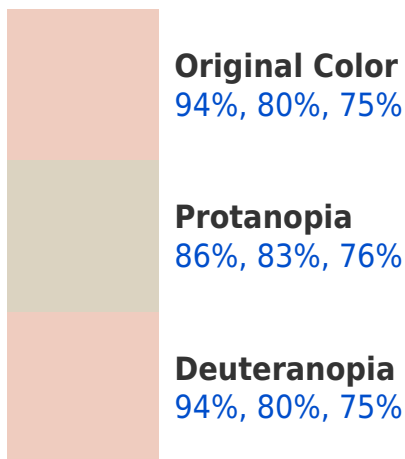 Original Color
94%, 80%, 75%
Protanopia
86%, 83%, 76%
Deuteranopia
94%, 80%, 75%